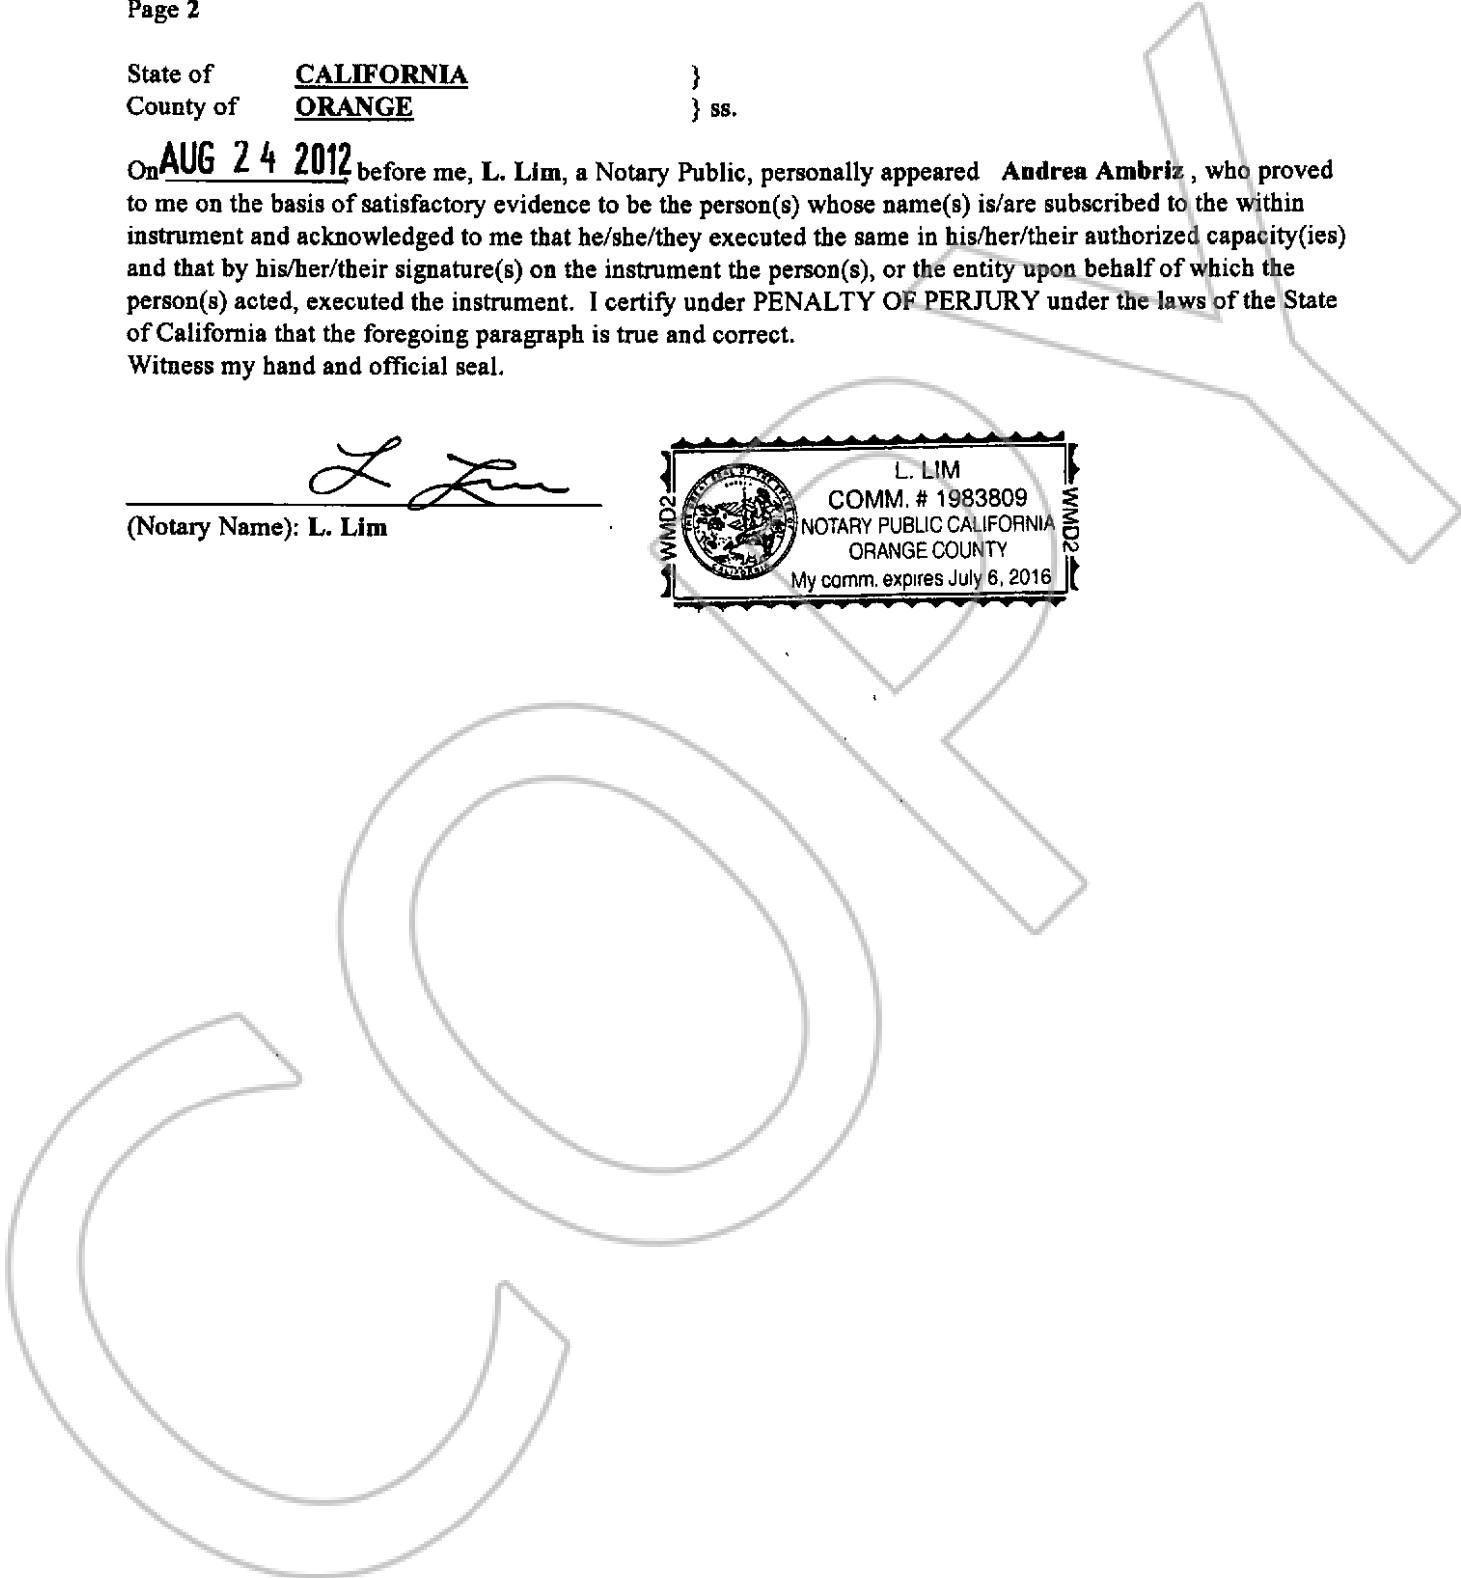 Page 2
State of CALIFORNIA }
County of ORANGE } ss.
On AUG 24 2012 before me, L. Lim, a Notary Public, personally appeared Andrea Ambriz , who proved
to me on the basis of satisfactory evidence to be the person(s) whose name(s) is/are subscribed to the within
instrument and acknowledged to me that he/she/they executed the same in his/her/their authorized capacity(ies)
and that by his/her/their signature(s) on the instrument the person(s), or the entity upon behalf of which the
person(s) acted, executed the instrument. I certify under PENALTY OF PERJURY under the laws of the State
of California that the foregoing paragraph is true and correct.
Witness my hand and official seal.
L Lim
(Notary Name): L. Lim
WMD2
L. LIM
COMM. # 1983809
NOTARY PUBLIC CALIFORNIA
ORANGE COUNTY
My comm. expires July 6, 2016
WMD2
COPY